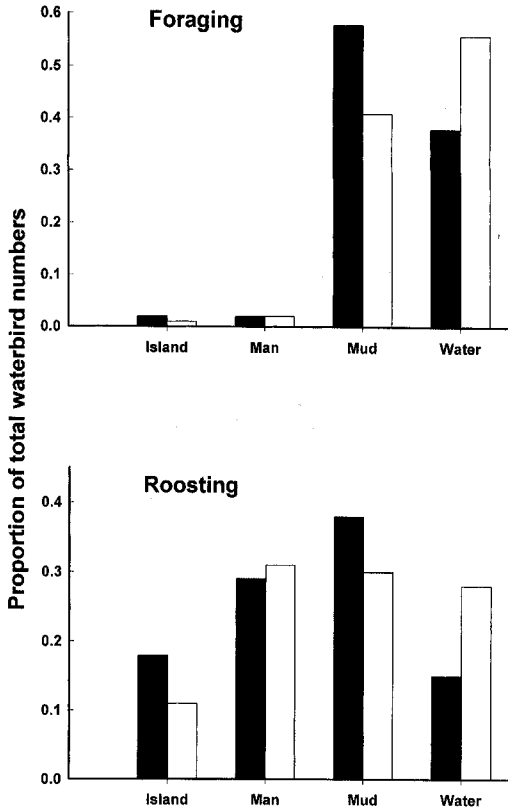 Proportion of total waterbird numbers
Foraging
0.6
0.5
0.4
0.3
0.2
0.1
0.0
Island Man Mud Water
Roosting
0.4
0.3
0.2
0.1
0.0
Island Man Mud Water